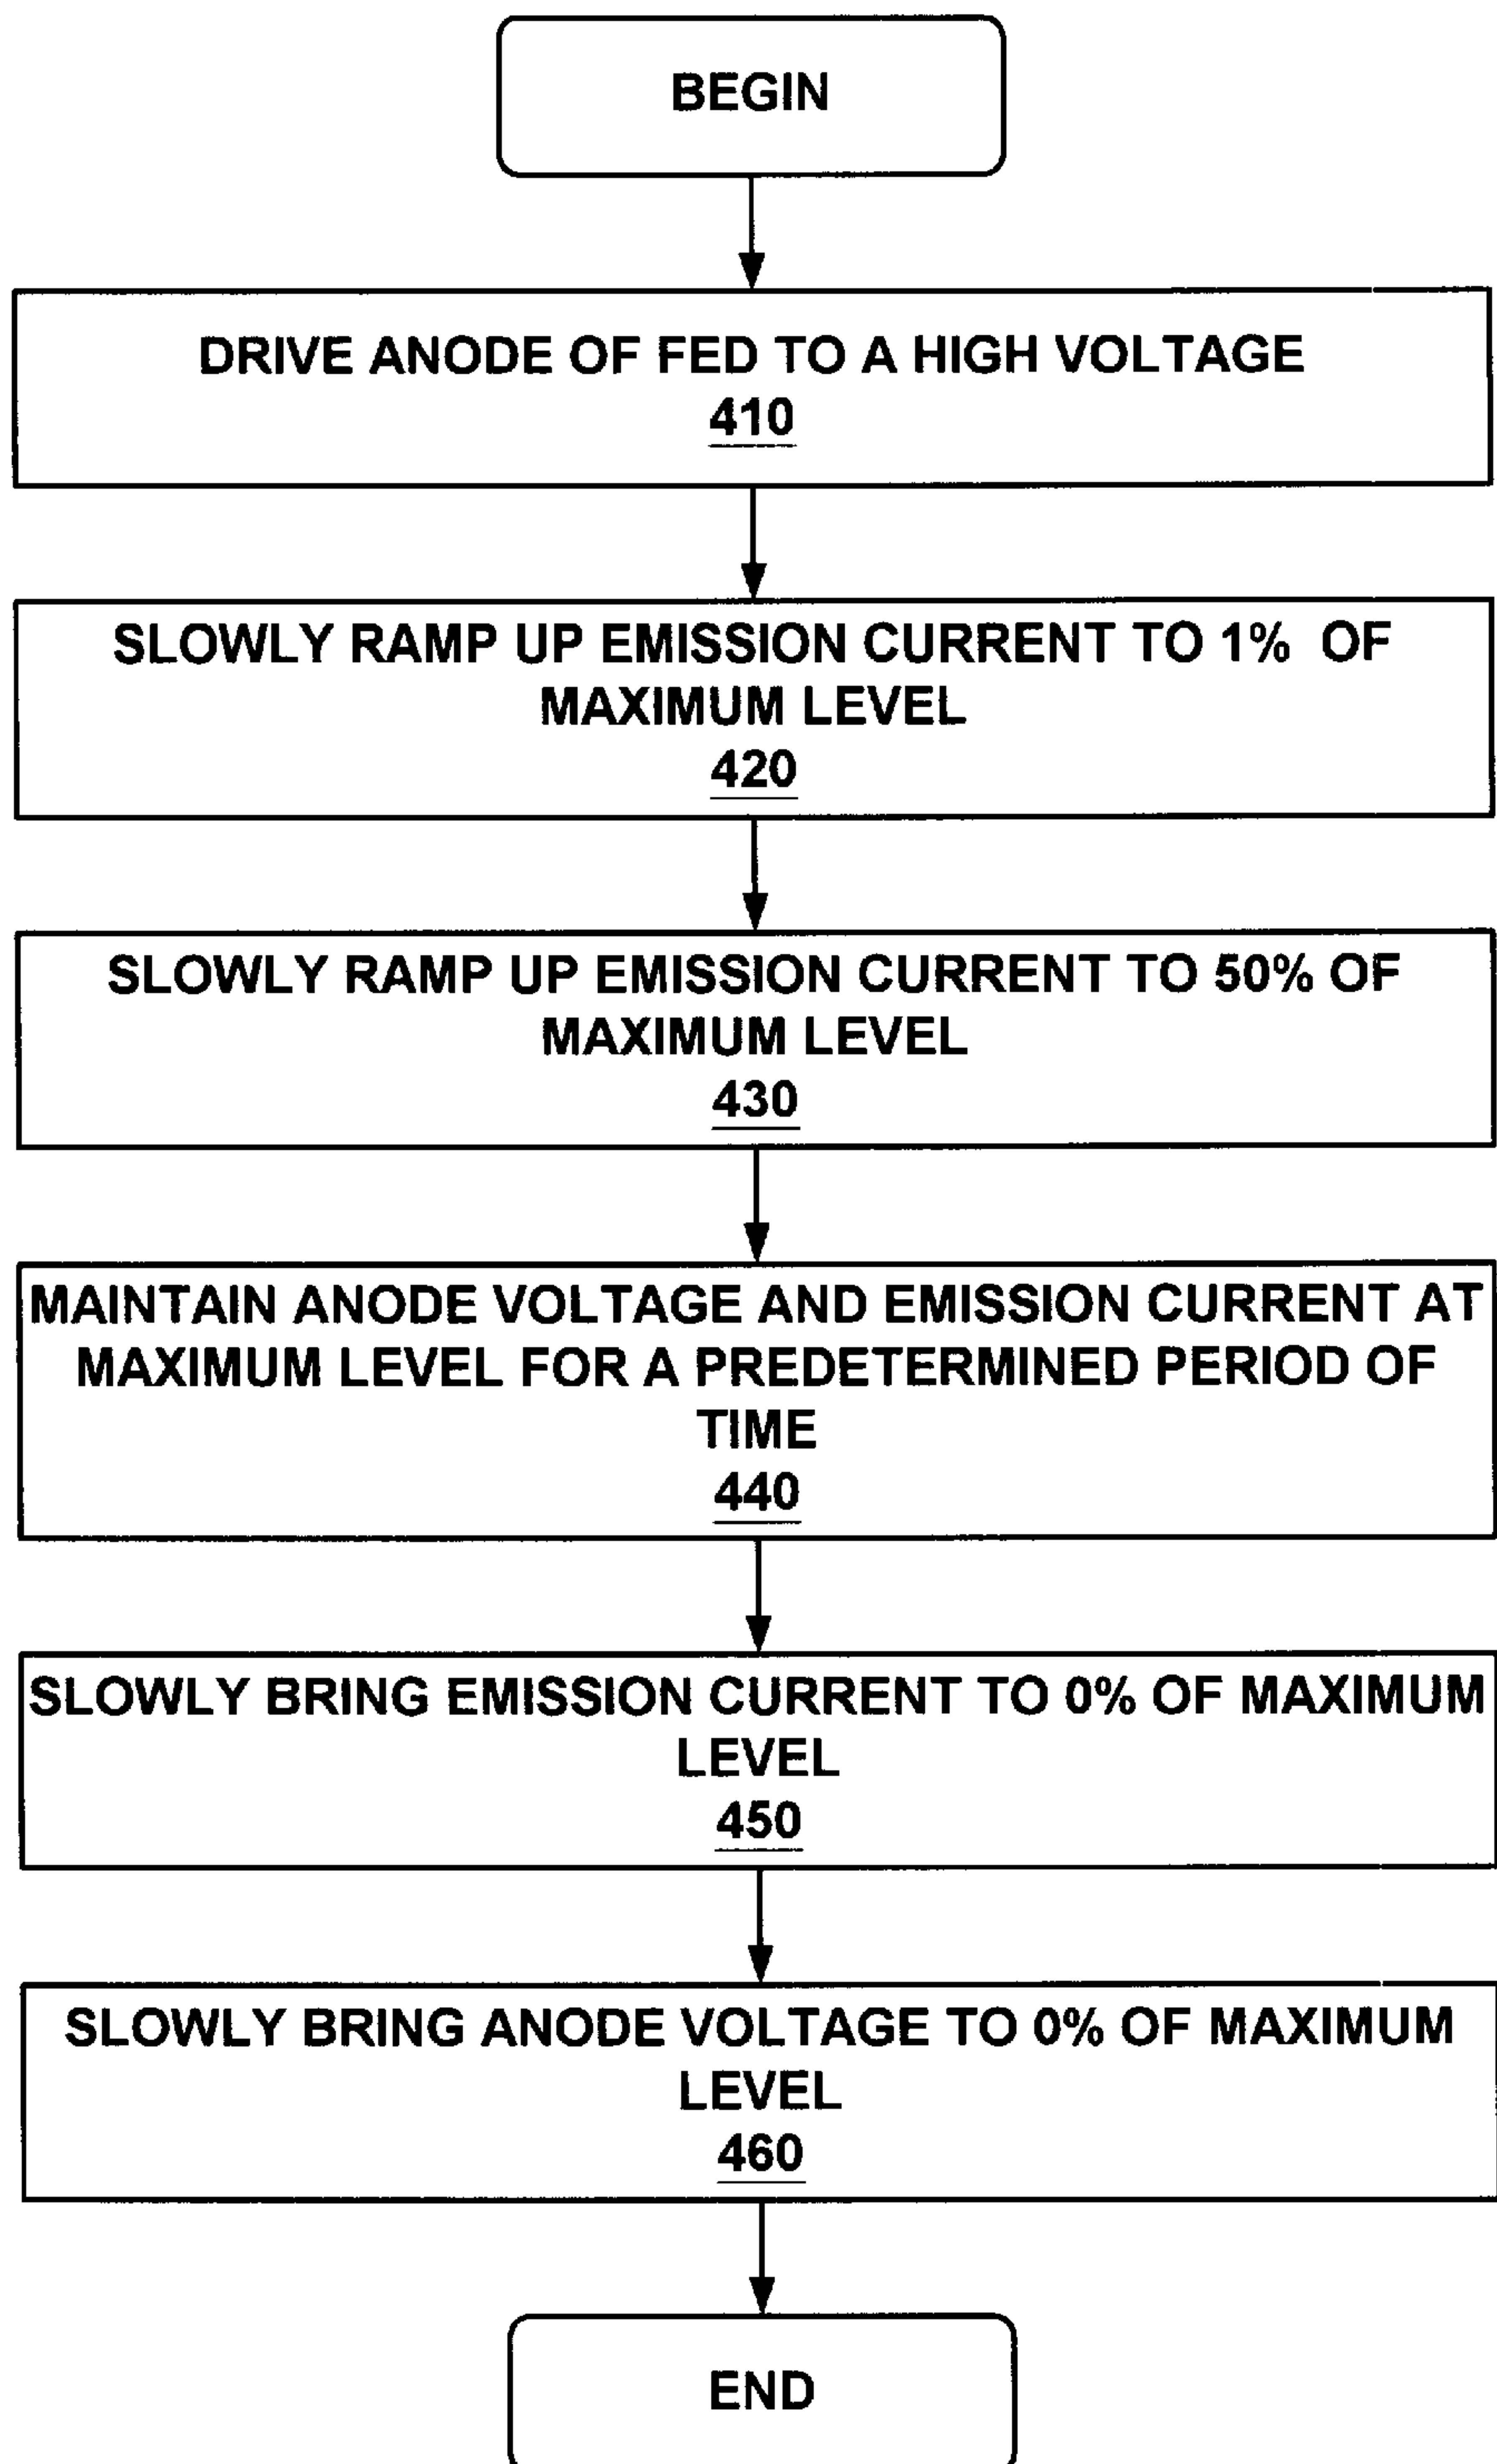 BEGIN
DRIVE ANODE OF FED TO A HIGH VOLTAGE
410
SLOWLY RAMP UP EMISSION CURRENT TO 1% OF
MAXIMUM LEVEL
420
SLOWLY RAMP UP EMISSION CURRENT TO 50% OF
MAXIMUM LEVEL
430
MAINTAIN ANODE VOLTAGE AND EMISSION CURRENT AT
MAXIMUM LEVEL FOR A PREDETERMINED PERIOD OF
TIME
440
SLOWLY BRING EMISSION CURRENT TO 0% OF MAXIMUM
LEVEL
450
SLOWLY BRING ANODE VOLTAGE TO 0% OF MAXIMUM
LEVEL
460
END